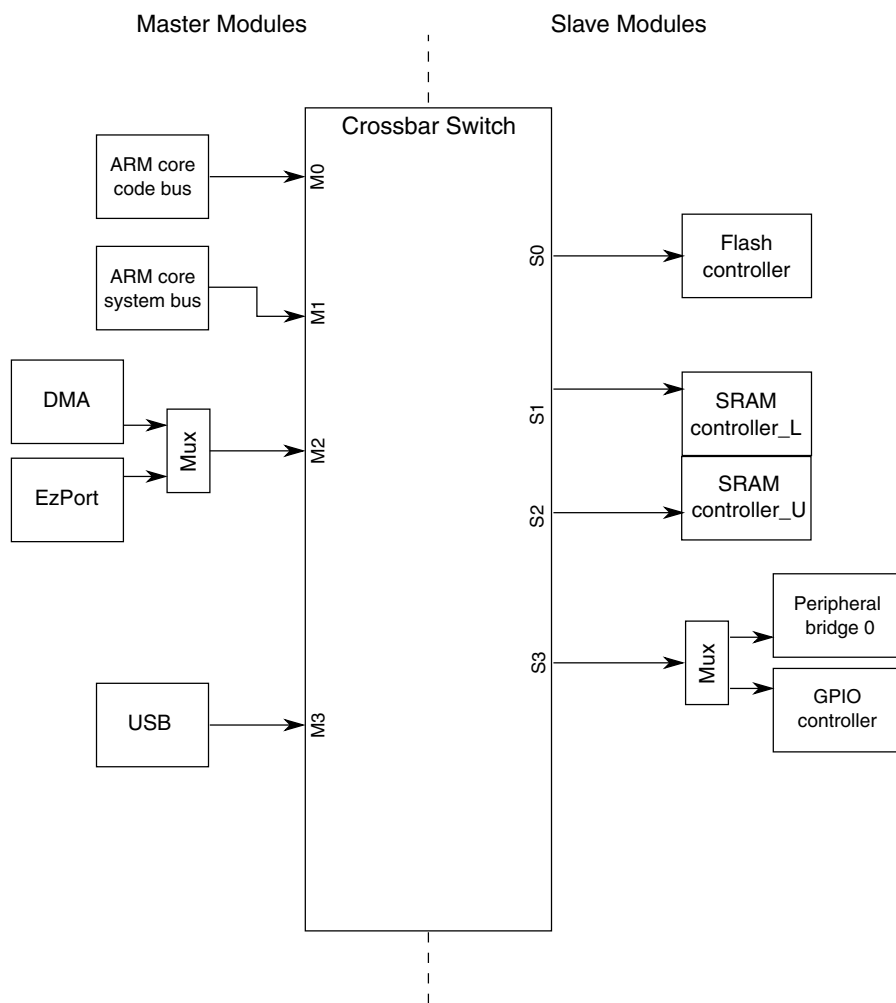 Master Modules
Slave Modules
Crossbar Switch
ARM core
code bus
M0
ARM core
system bus
M1
DMA
EzPort
Mux
M2
USB
M3
S0
Flash
controller
S1
SRAM
controller_L
S2
SRAM
controller_U
S3
Mux
Peripheral
bridge 0
GPIO
controller